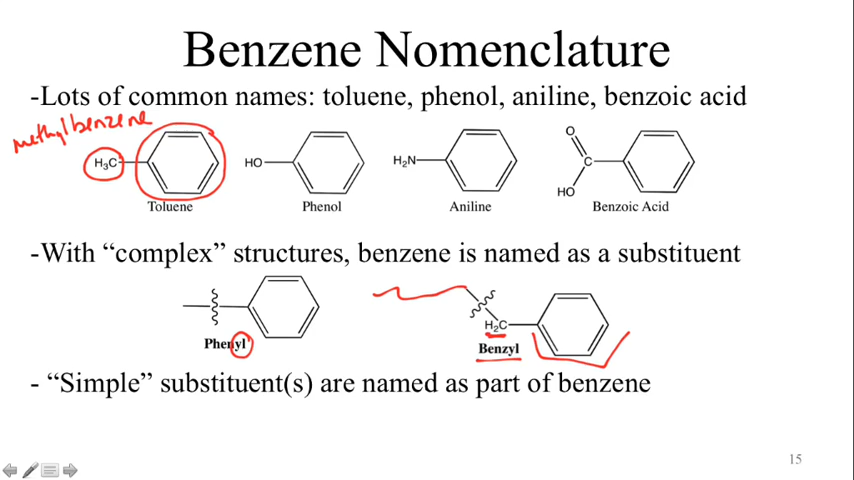 Benzene Nomenclature
-Lots of common names: toluene, phenol, aniline, benzoic acid
methylbenzene
O
H₃C HO H₂N C
HO
Toluene Phenol Aniline Benzoic Acid
-With “complex” structures, benzene is named as a substituent
H₂C
Phenyl Benzyl
- “Simple” substituent(s) are named as part of benzene
15